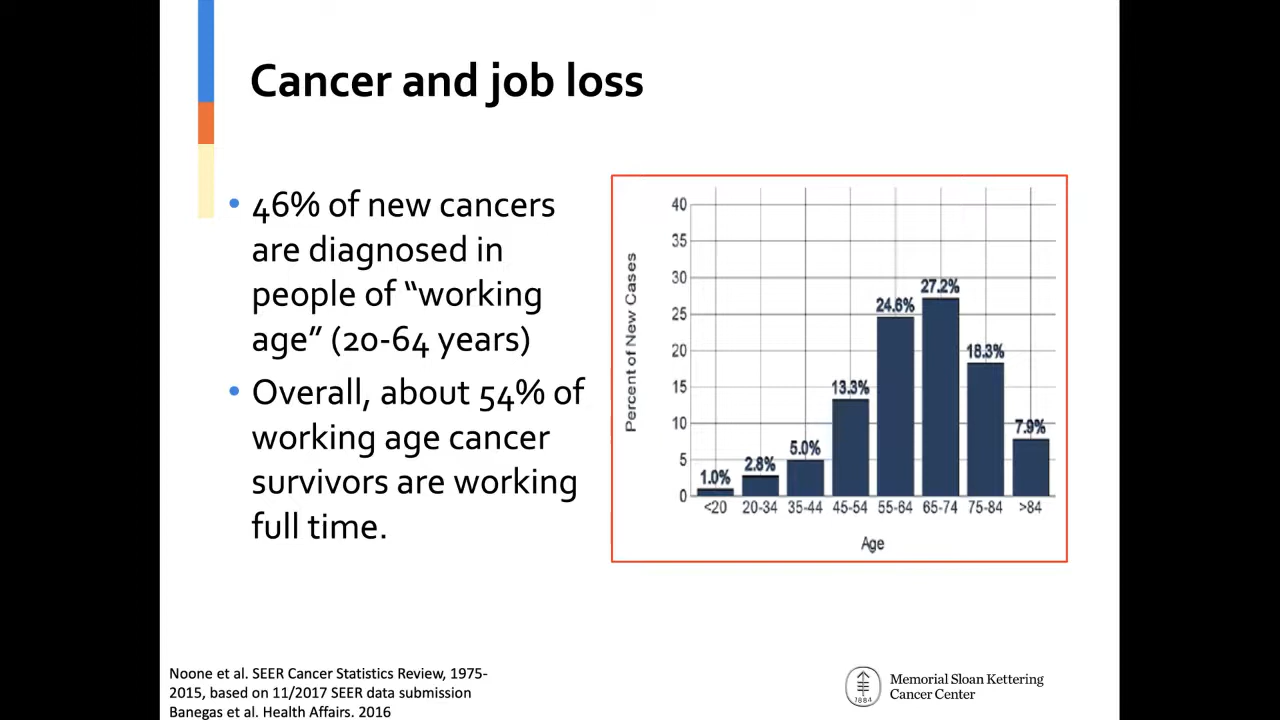 Cancer and job loss
• 46% of new cancers
are diagnosed in
people of “working
age” (20-64 years)
• Overall, about 54% of
working age cancer
survivors are working
full time.
Percent of New Cases
40
35
30
25
20
15
10
5
0
1.0%
2.8%
5.0%
13.3%
24.6%
27.2%
18.3%
7.9%
<20 20-34 35-44 45-54 55-64 65-74 75-84 >84
Age
Noone et al. SEER Cancer Statistics Review, 1975-
2015, based on 11/2017 SEER data submission
Banegas et al. Health Affairs. 2016
1884
Memorial Sloan Kettering
Cancer Center